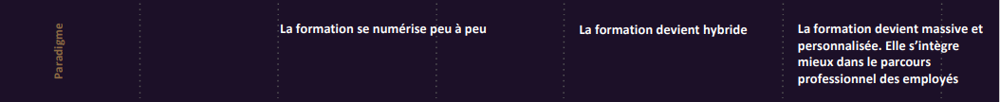 Paradigme
La formation se numérise peu à peu
La formation devient hybride
La formation devient massive et
personnalisée. Elle s’intègre
mieux dans le parcours
professionnel des employés